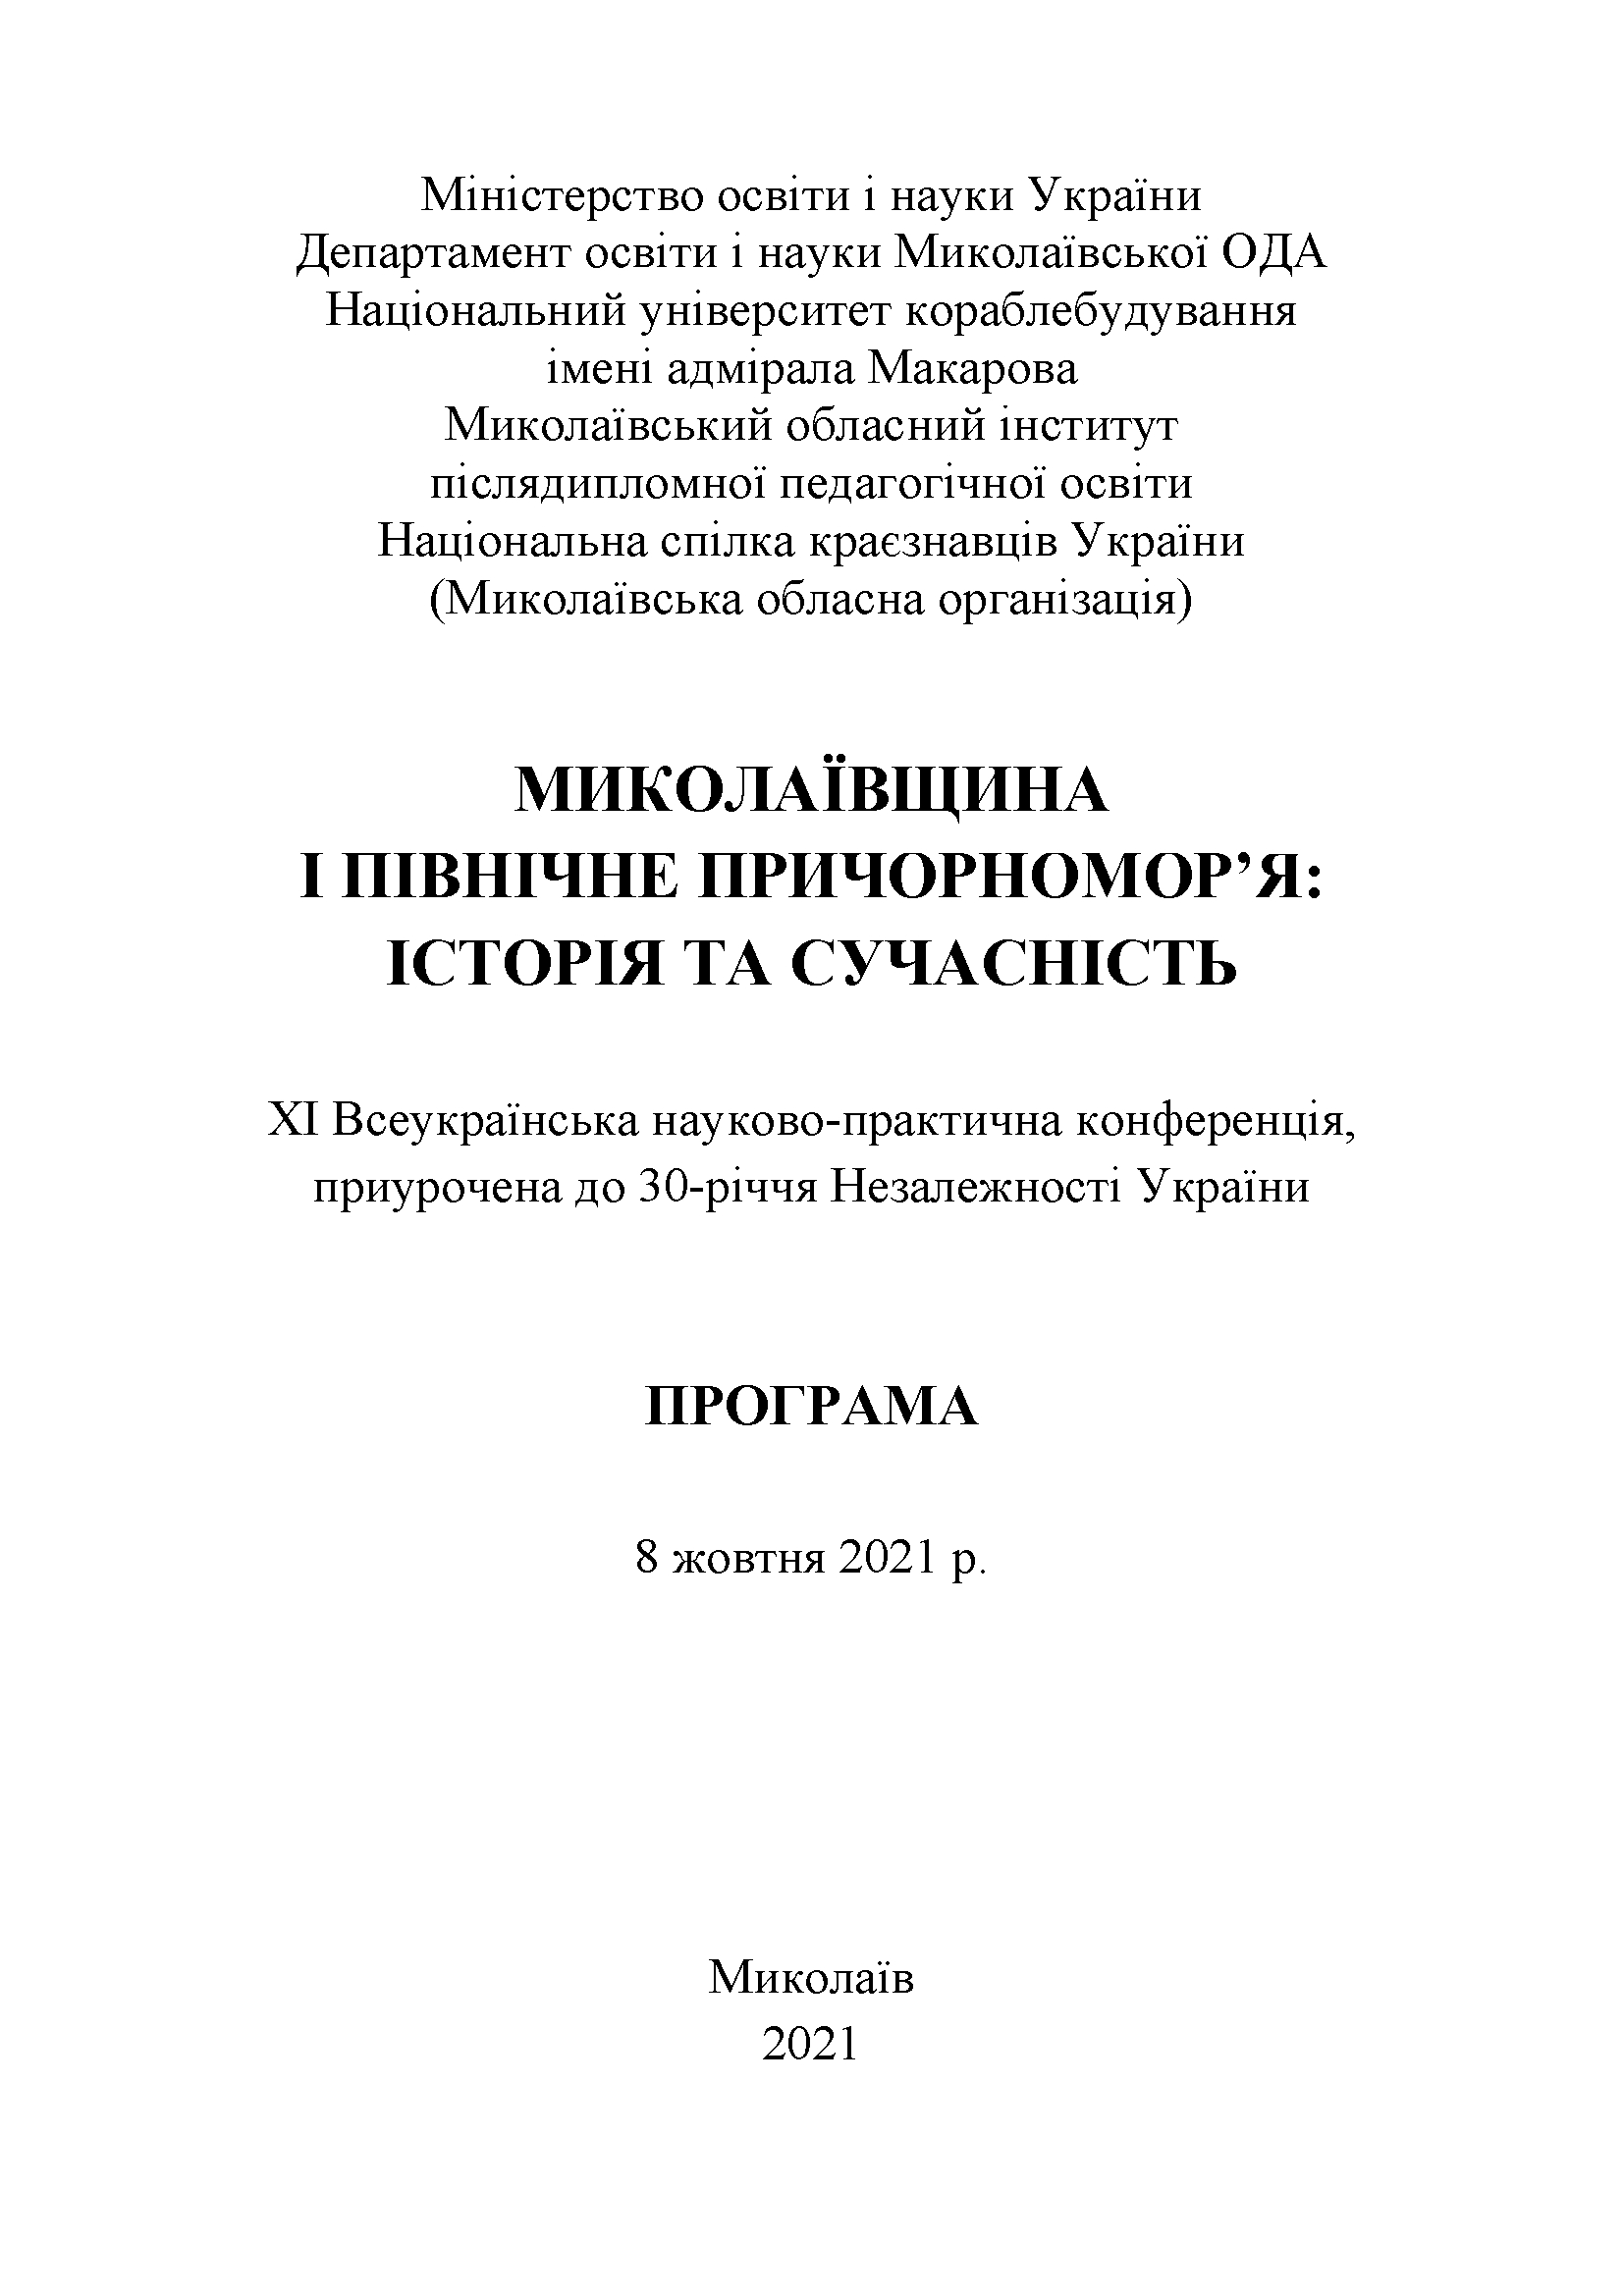 Міністерство освіти і науки України
Департамент освіти і науки Миколаївської ОДА
Національний університет кораблебудування
імені адмірала Макарова
Миколаївський обласний інститут
післядипломної педагогічної освіти
Національна спілка краєзнавців України
(Миколаївська обласна організація)
МИКОЛАЇВЩИНА
І ПІВНІЧНЕ ПРИЧОРНОМОР’Я:
ІСТОРІЯ ТА СУЧАСНІСТЬ
ХІ Всеукраїнська науково-практична конференція,
приурочена до 30-річчя Незалежності України
ПРОГРАМА
8 жовтня 2021 р.
Миколаїв
2021